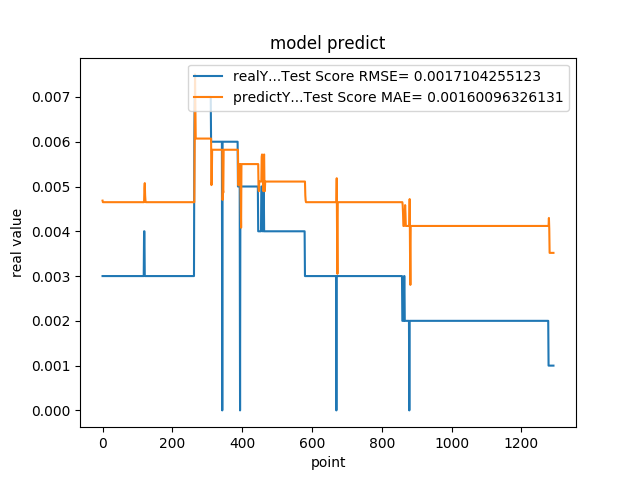 model predict
realY...Test Score RMSE= 0.0017104255123
predictY...Test Score MAE= 0.00160096326131
0.007
0.006
0.005
0.004
0.003
0.002
0.001
0.000
real value
0 200 400 600 800 1000 1200
point